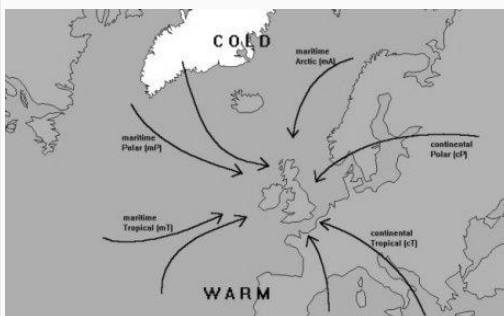 COLD
maritime
Arctic (mA)
maritime
Polar (mP)
continental
Polar (cP)
maritime
Tropical (mT)
continental
Tropical (cT)
WARM